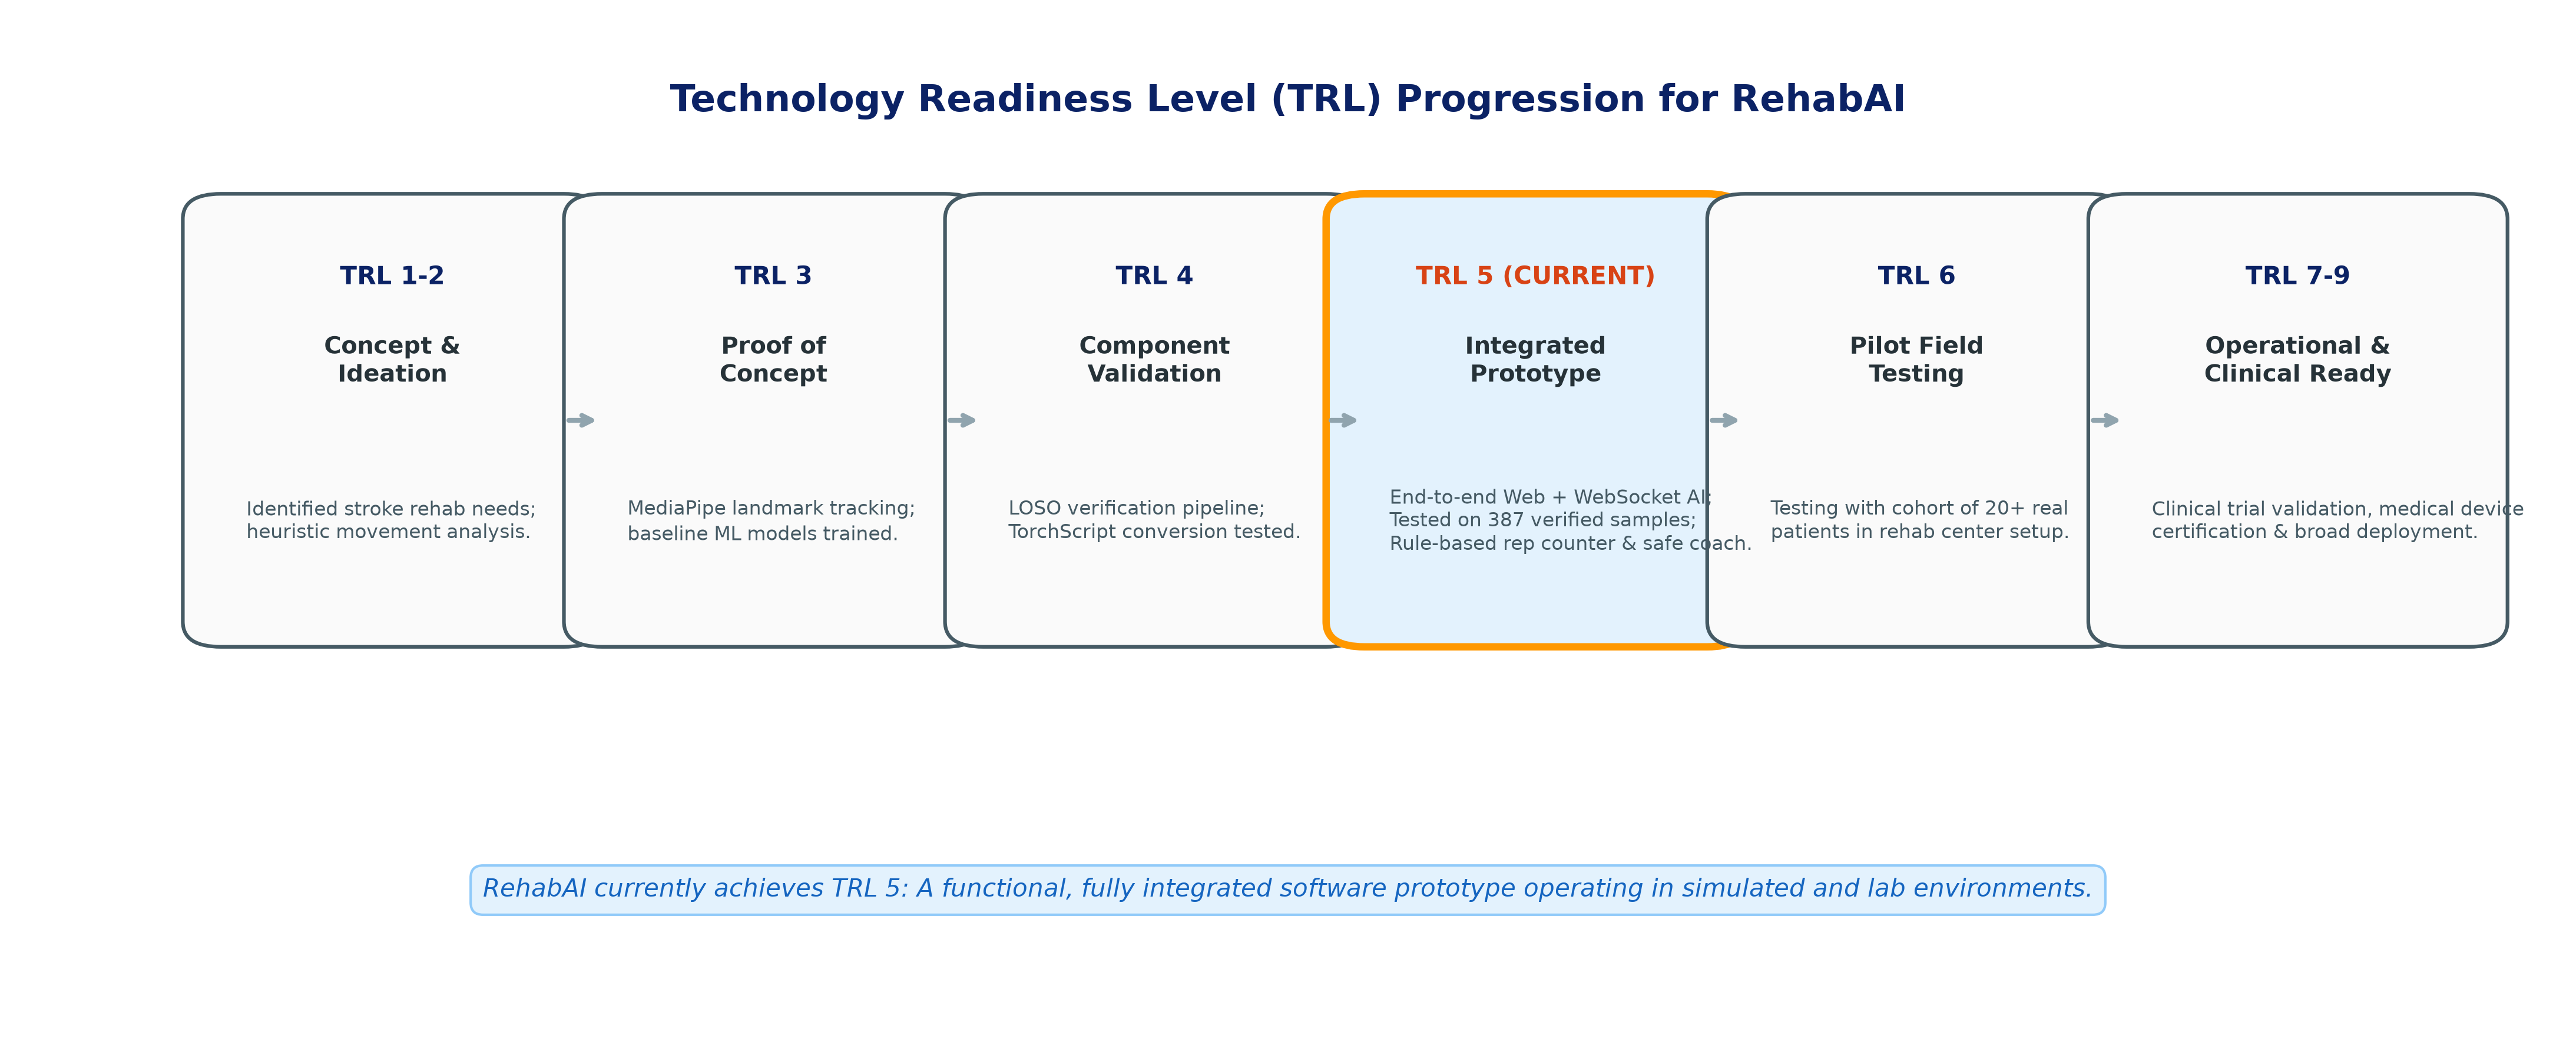 Technology Readiness Level (TRL) Progression for RehabAI
TRL 1-2
Concept &
Ideation
Identified stroke rehab needs;
heuristic movement analysis.
TRL 3
Proof of
Concept
MediaPipe landmark tracking;
baseline ML models trained.
TRL 4
Component
Validation
LOSO verification pipeline;
TorchScript conversion tested.
TRL 5 (CURRENT)
Integrated
Prototype
End-to-end Web + WebSocket AI;
Tested on 387 verified samples;
Rule-based rep counter & safe coach.
TRL 6
Pilot Field
Testing
Testing with cohort of 20+ real
patients in rehab center setup.
TRL 7-9
Operational &
Clinical Ready
Clinical trial validation, medical device
certification & broad deployment.
RehabAI currently achieves TRL 5: A functional, fully integrated software prototype operating in simulated and lab environments.